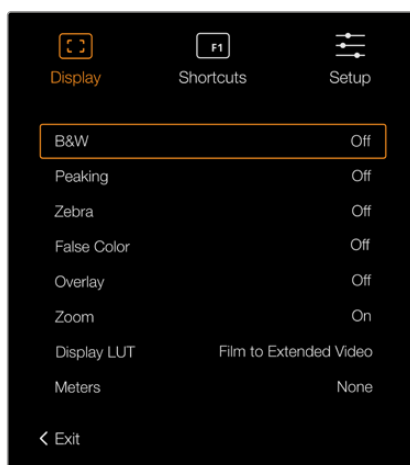 F1
Display Shortcuts Setup
B&W Off
Peaking Off
Zebra Off
False Color Off
Overlay Off
Zoom On
Display LUT Film to Extended Video
Meters None
< Exit